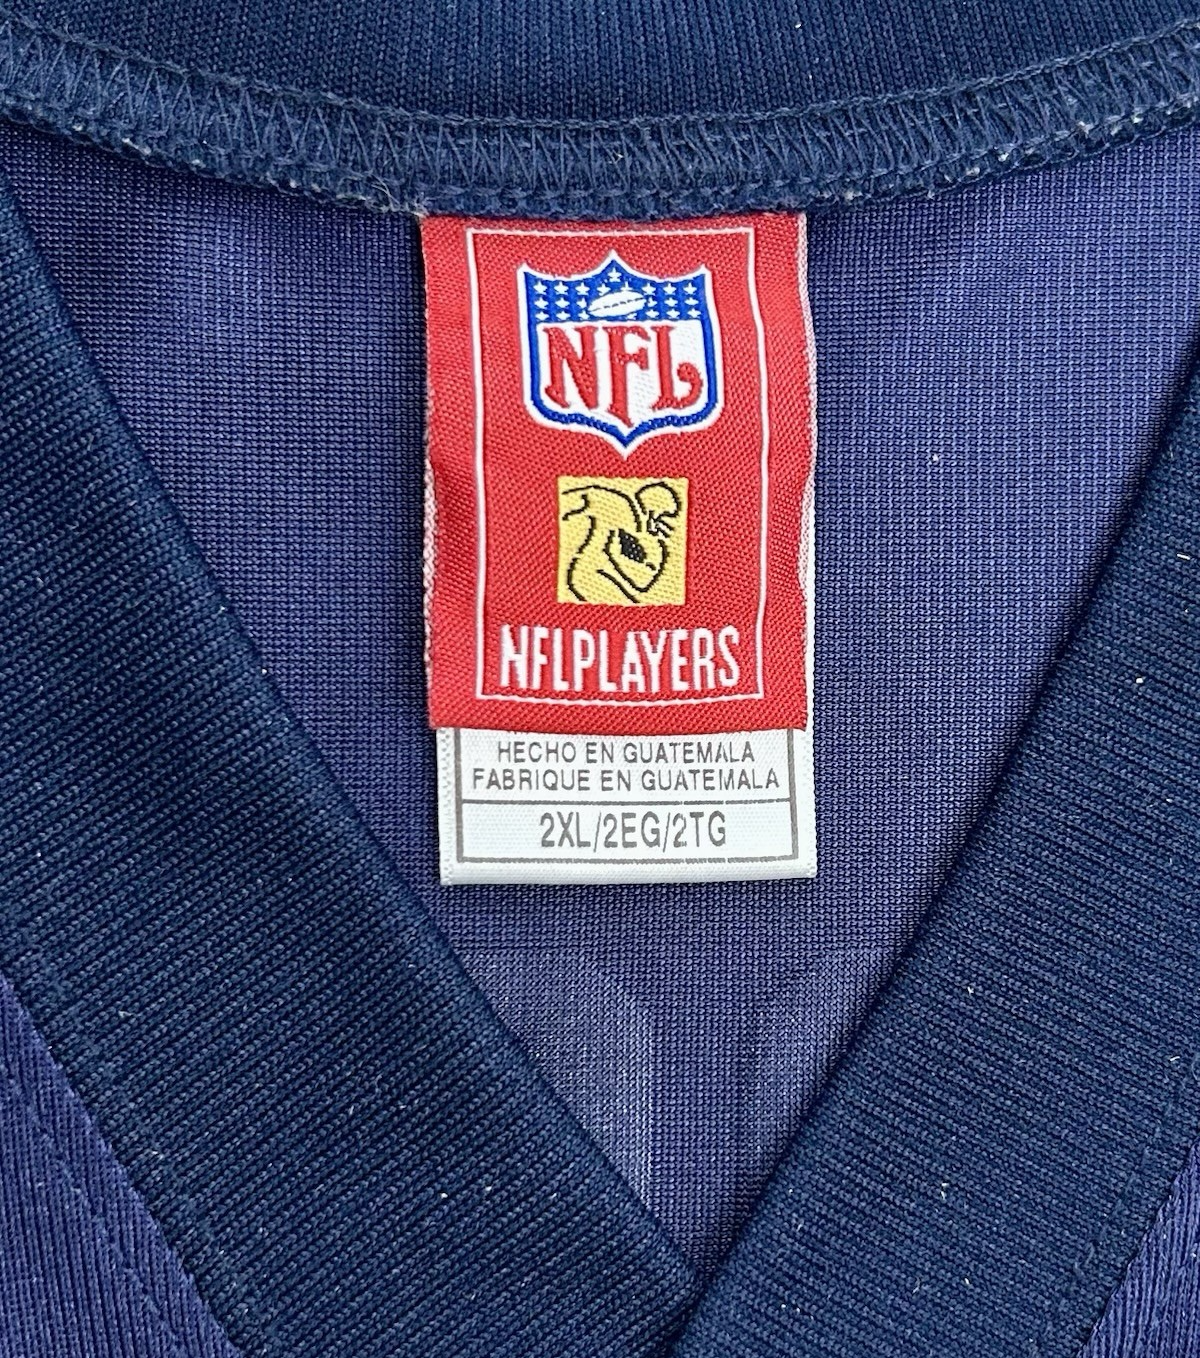 NFL
NFLPLAYERS
HECHO EN GUATEMALA
FABRIQUE EN GUATEMALA
2XL/2EG/2TG